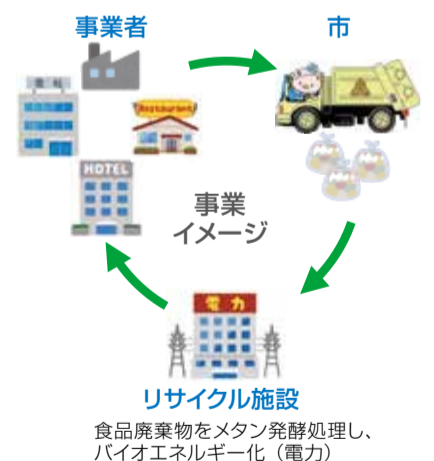 事業者
市
Restaurant
HOTEL
事業
イメージ
電力
リサイクル施設
食品廃棄物をメタン発酵処理し、
バイオエネルギー化（電力）